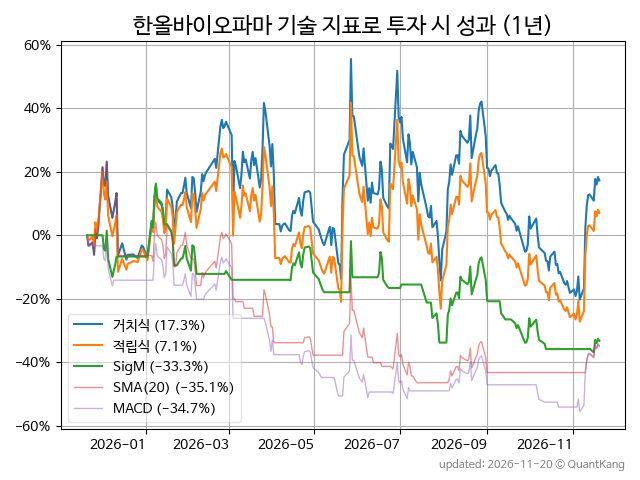 한올바이오파마 기술 지표로 투자 시 성과 (1년)
60%
40%
20%
0%
−20%
−40%
−60%
거치식 (17.3%)
적립식 (7.1%)
SigM (−33.3%)
SMA(20) (−35.1%)
MACD (−34.7%)
2026-01 2026-03 2026-05 2026-07 2026-09 2026-11
updated: 2026-11-20 © QuantKang